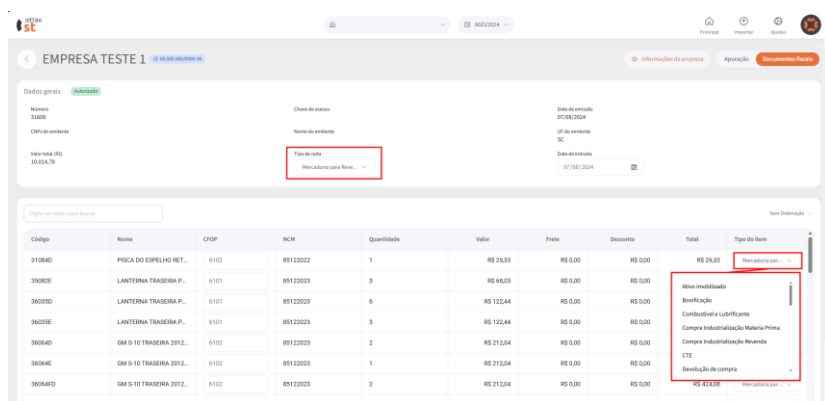 ottax
st
AGO/2024
Principal
Importar
Ajustes
EMPRESA TESTE 1
00.000.000/0000-00
Informações da empresa
Apuração
Documentos fiscais
Dados gerais Autorizado
Número Chave de acesso Data de emissão
31608 07/08/2024
CNPJ do emitente Nome do emitente UF do emitente
SC
Valor total (R$) Tipo de nota Data de entrada
10.014,78 Mercadoria para Reve... 07/08/2024
Digite um termo para buscar Sem Ordenação
Código Nome CFOP NCM Quantidade Valor Frete Desconto Total Tipo do item
31084D PISCA DO ESPELHO RET... 6102 85122022 1 R$ 29,33 R$ 0,00 R$ 0,00 R$ 29,33 Mercadoria par...
35082E LANTERNA TRASEIRA P... 6101 85122023 3 R$ 68,03 R$ 0,00 R$ 0,00
36035D LANTERNA TRASEIRA P... 6101 85122023 6 R$ 122,44 R$ 0,00 R$ 0,00
36035E LANTERNA TRASEIRA P... 6101 85122023 3 R$ 122,44 R$ 0,00 R$ 0,00
36064D GM S-10 TRASEIRA 2012... 6102 85122023 2 R$ 212,04 R$ 0,00 R$ 0,00
36064E GM S-10 TRASEIRA 2012... 6102 85122023 1 R$ 212,04 R$ 0,00 R$ 0,00
36064FD GM S-10 TRASEIRA 2012... 6102 85122023 2 R$ 212,04 R$ 0,00 R$ 0,00 R$ 424,08 Mercadoria par...
Ativo Imobilizado
Bonificação
Combustível e Lubrificante
Compra Industrialização Materia Prima
Compra Industrialização Revenda
CTE
Devolução de compra